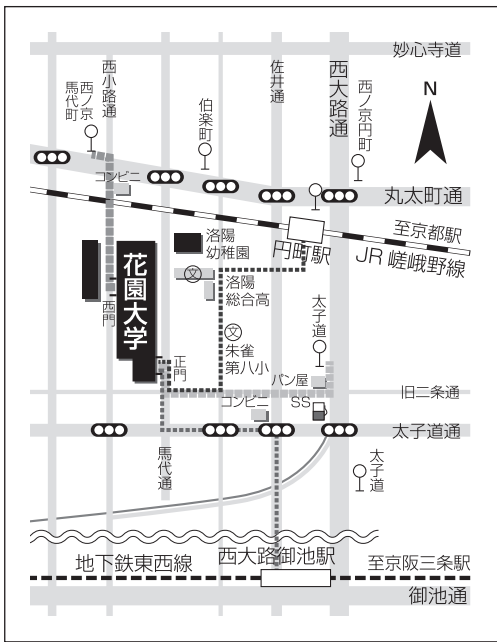 妙心寺道
西小路通
西ノ京馬代町
伯楽町
佐井通
西大路通
西ノ京円町
N
コンビニ
丸太町通
至京都駅
円町駅
JR嵯峨野線
洛陽
幼稚園
花園大学
文
洛陽
総合高
西門
太子道
文
朱雀
第八小
正門
パン屋
旧二条通
コンビニ
SS
太子道通
馬代通
太子道
地下鉄東西線
西大路御池駅
至京阪三条駅
御池通